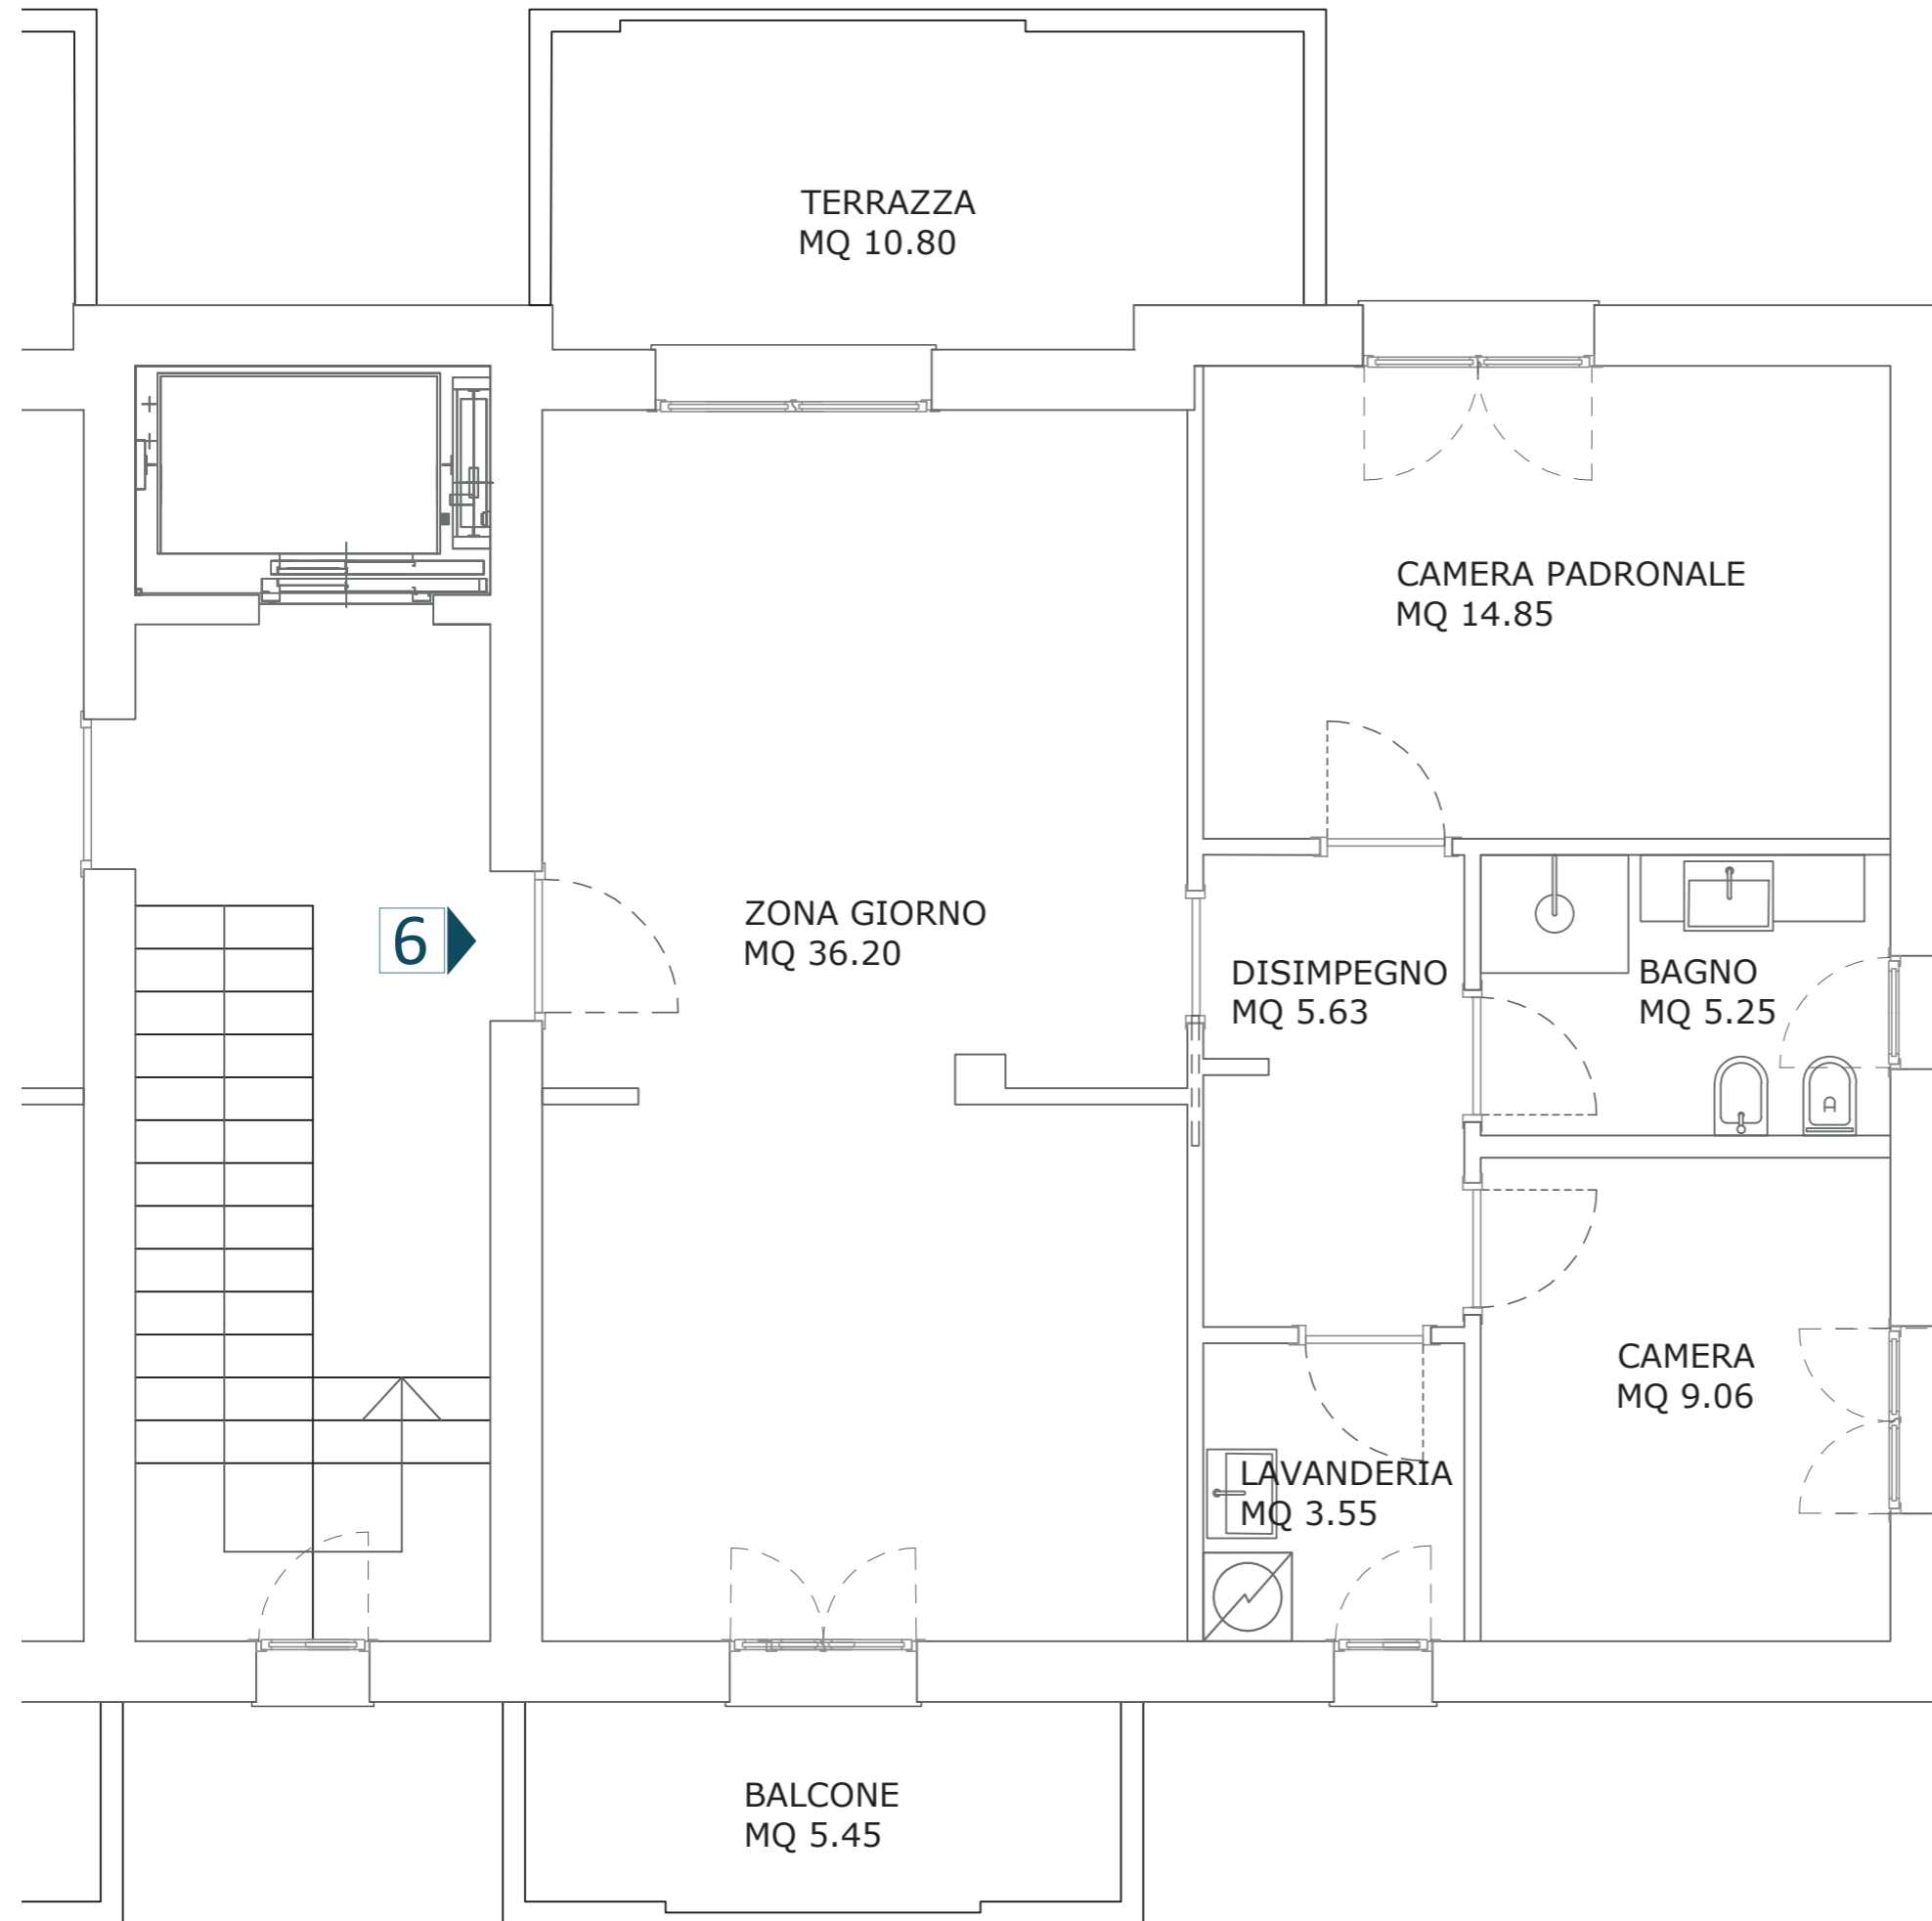 TERRAZZA
MQ 10.80
CAMERA PADRONALE
MQ 14.85
6
ZONA GIORNO
MQ 36.20
DISIMPEGNO
MQ 5.63
BAGNO
MQ 5.25
CAMERA
MQ 9.06
LAVANDERIA
MQ 3.55
BALCONE
MQ 5.45